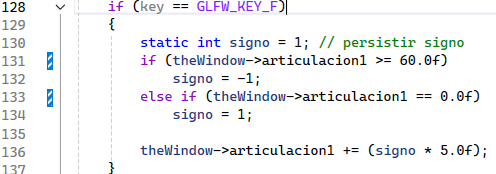 128 if (key == GLFW_KEY_F)
129 {
130 static int signo = 1; // persistir signo
131 if (theWindow->articulacion1 >= 60.0f)
132 signo = -1;
133 else if (theWindow->articulacion1 == 0.0f)
134 signo = 1;
135
136 theWindow->articulacion1 += (signo * 5.0f);
137 }